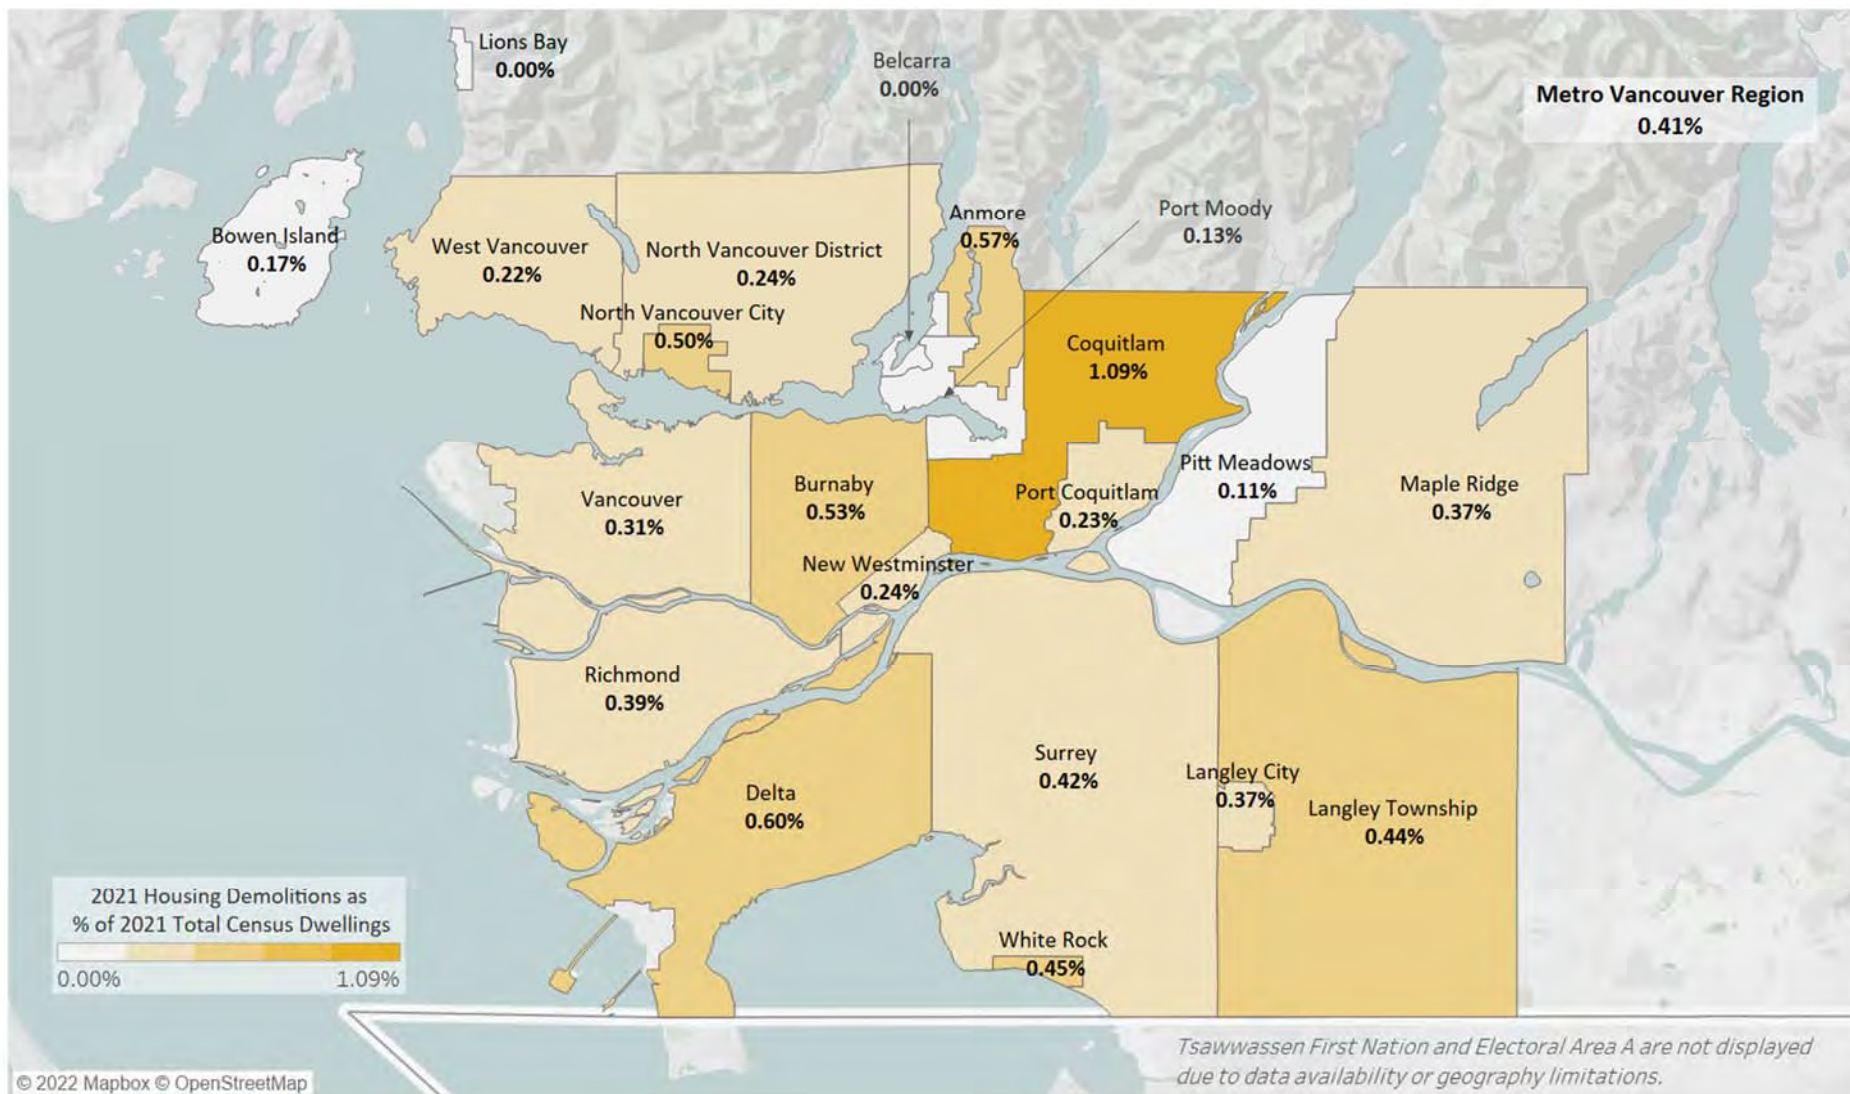 Lions Bay
0.00%
Belcarra
0.00%
Metro Vancouver Region
0.41%
Bowen Island
0.17%
West Vancouver
0.22%
North Vancouver District
0.24%
Anmore
0.57%
Port Moody
0.13%
North Vancouver City
0.50%
Coquitlam
1.09%
Vancouver
0.31%
Burnaby
0.53%
Port Coquitlam
0.23%
Pitt Meadows
0.11%
Maple Ridge
0.37%
New Westminster
0.24%
Richmond
0.39%
Surrey
0.42%
Langley City
0.37%
Delta
0.60%
Langley Township
0.44%
White Rock
0.45%
2021 Housing Demolitions as
% of 2021 Total Census Dwellings
0.00% 1.09%
Tsawwassen First Nation and Electoral Area A are not displayed
due to data availability or geography limitations.
© 2022 Mapbox © OpenStreetMap